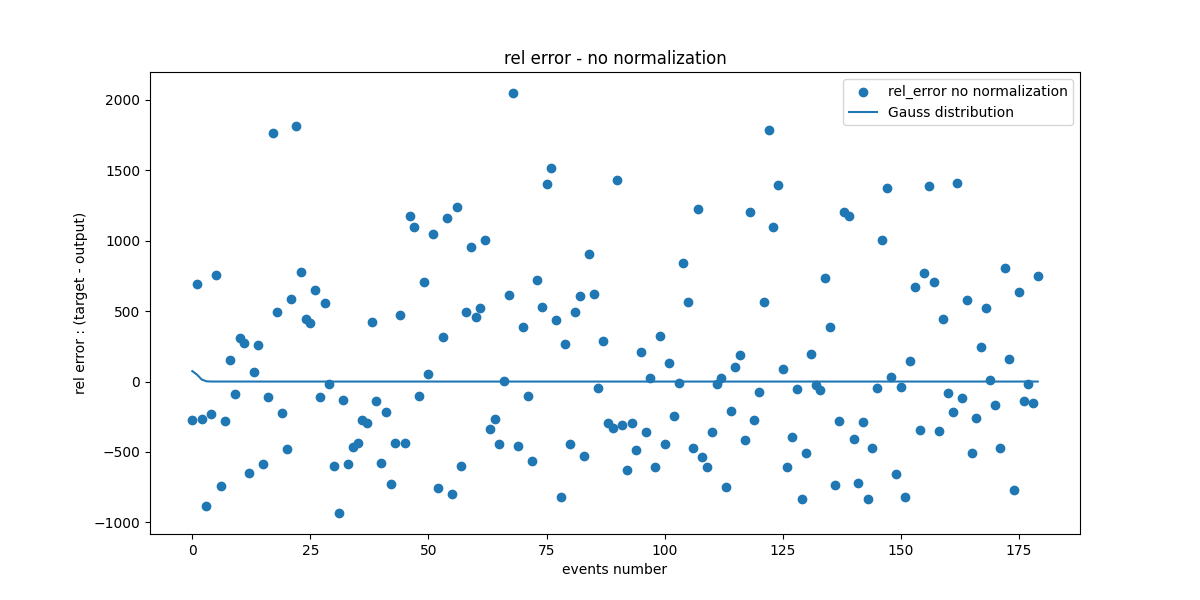 rel error - no normalization
rel_error no normalization
Gauss distribution
rel error : (target - output)
2000
1500
1000
500
0
−500
−1000
0 25 50 75 100 125 150 175
events number